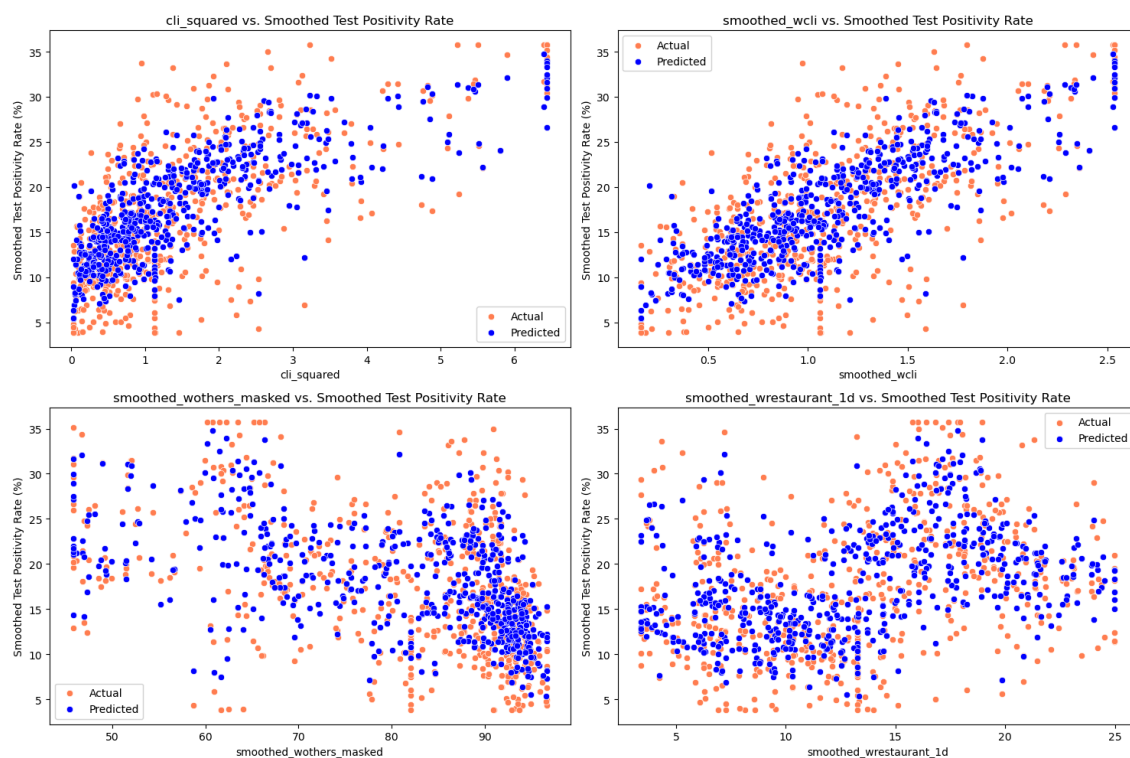 cli_squared vs. Smoothed Test Positivity Rate
Smoothed Test Positivity Rate (%)
35
30
25
20
15
10
5
0
1
2
3
4
5
6
cli_squared
Actual
Predicted
smoothed_wcli vs. Smoothed Test Positivity Rate
Smoothed Test Positivity Rate (%)
35
30
25
20
15
10
5
0.5
1.0
1.5
2.0
2.5
smoothed_wcli
Actual
Predicted
smoothed_wothers_masked vs. Smoothed Test Positivity Rate
Smoothed Test Positivity Rate (%)
35
30
25
20
15
10
5
50
60
70
80
90
smoothed_wothers_masked
Actual
Predicted
smoothed_wrestaurant_1d vs. Smoothed Test Positivity Rate
Smoothed Test Positivity Rate (%)
35
30
25
20
15
10
5
5
10
15
20
25
smoothed_wrestaurant_1d
Actual
Predicted